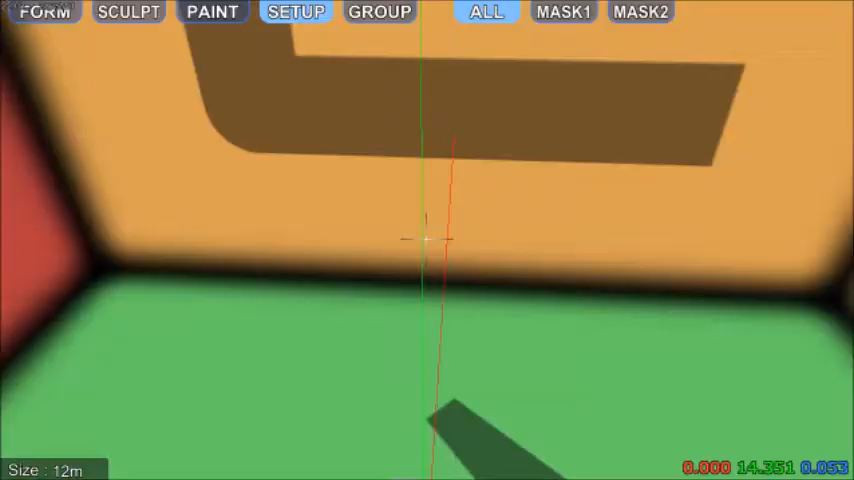 FORM SCULPT PAINT SETUP GROUP ALL MASK1 MASK2
Size : 12m
0.000 14.351 0.053